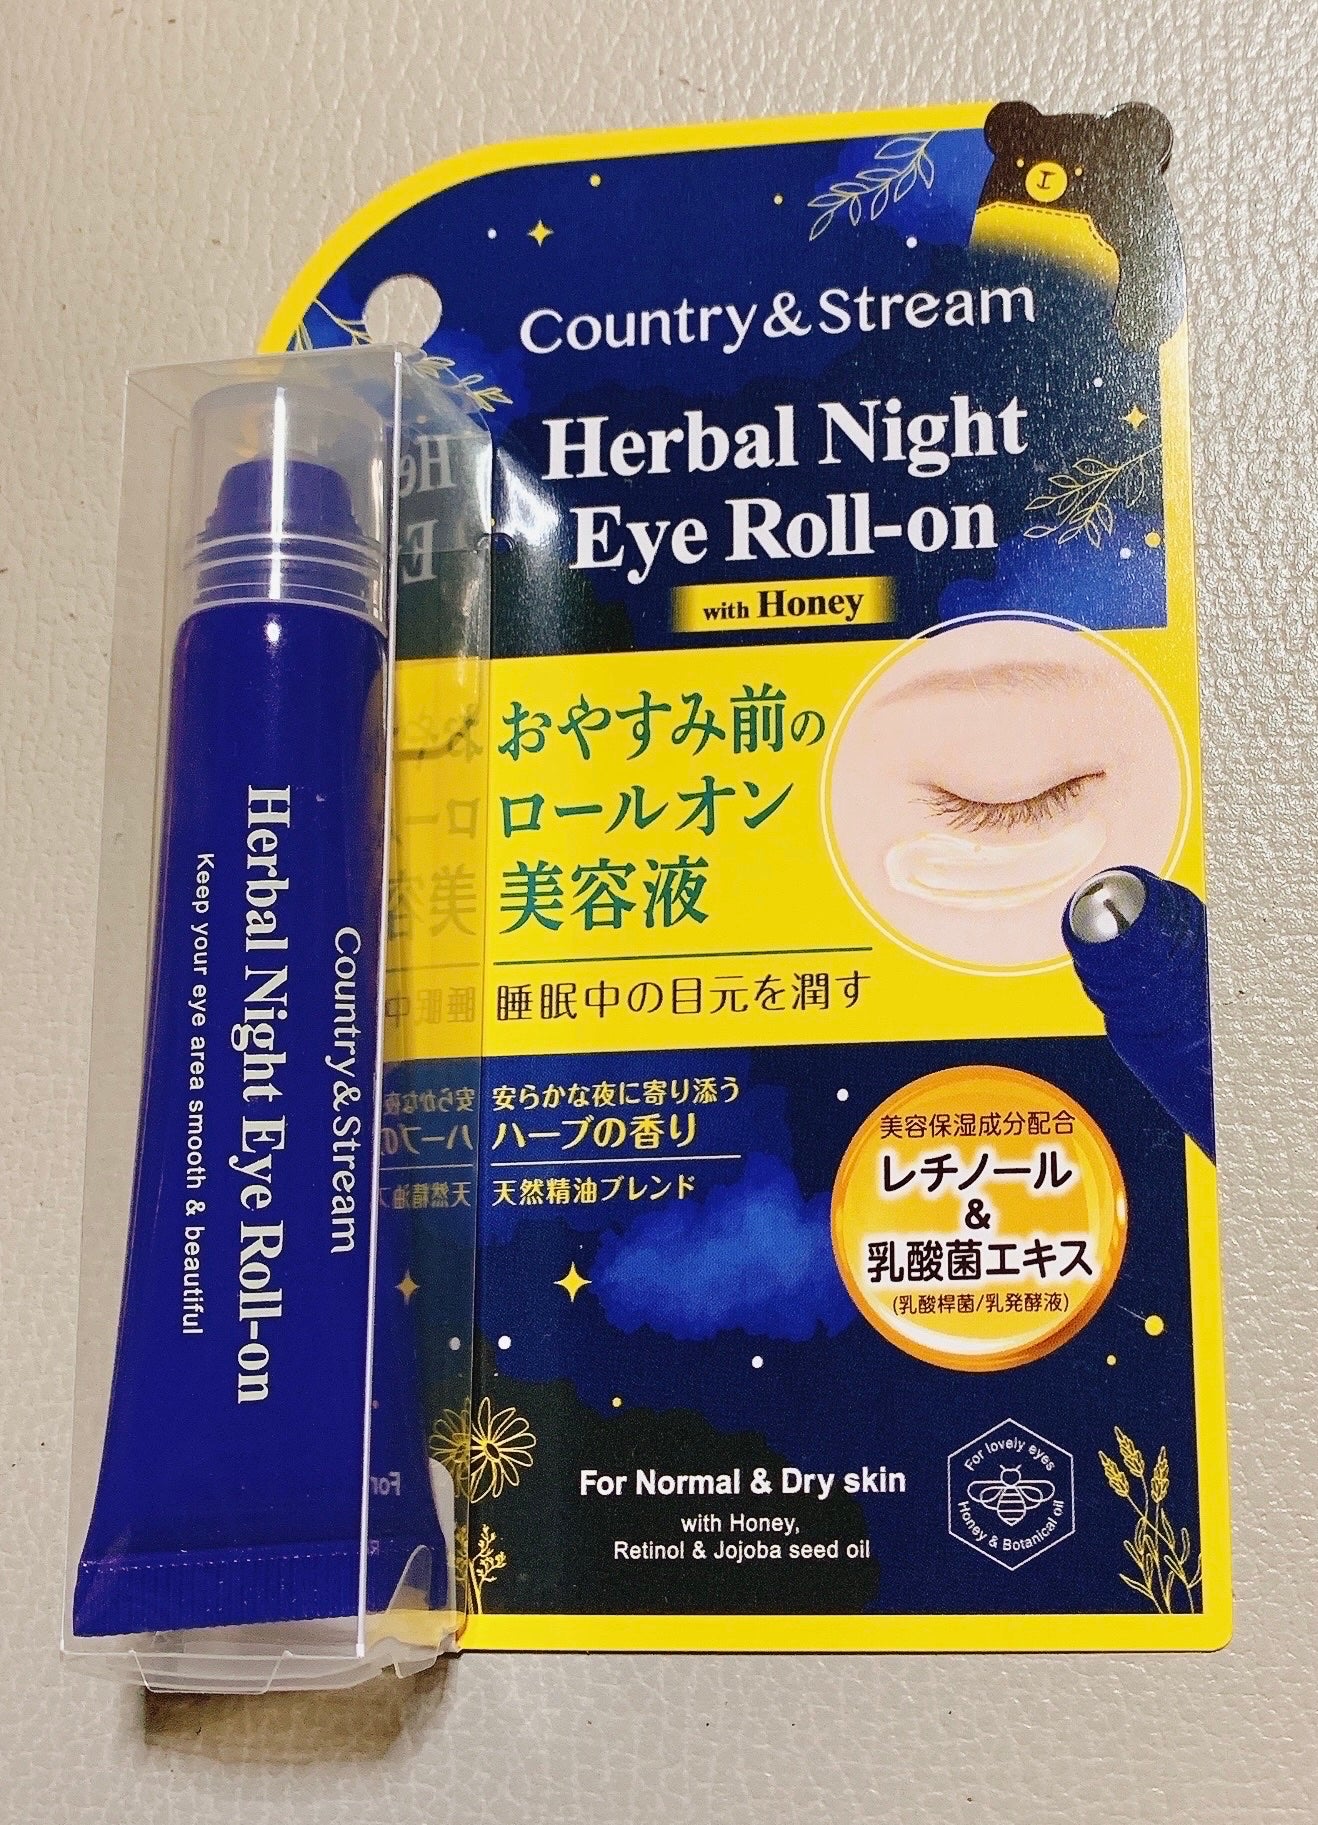 Country&Stream
Herbal Night
Eye Roll-on
with Honey
おやすみ前の
ロールオン
美容液
睡眠中の目元を潤す
安らかな夜に寄り添う
ハーブの香り
天然精油ブレンド
美容保湿成分配合
レチノール
&
乳酸菌エキス
(乳酸桿菌/乳発酵液)
For Normal & Dry skin
with Honey,
Retinol & Jojoba seed oil
For lovely eyes
Honey & Botanical oil
Country&Stream
Herbal Night Eye Roll-on
Keep your eye area smooth & beautiful